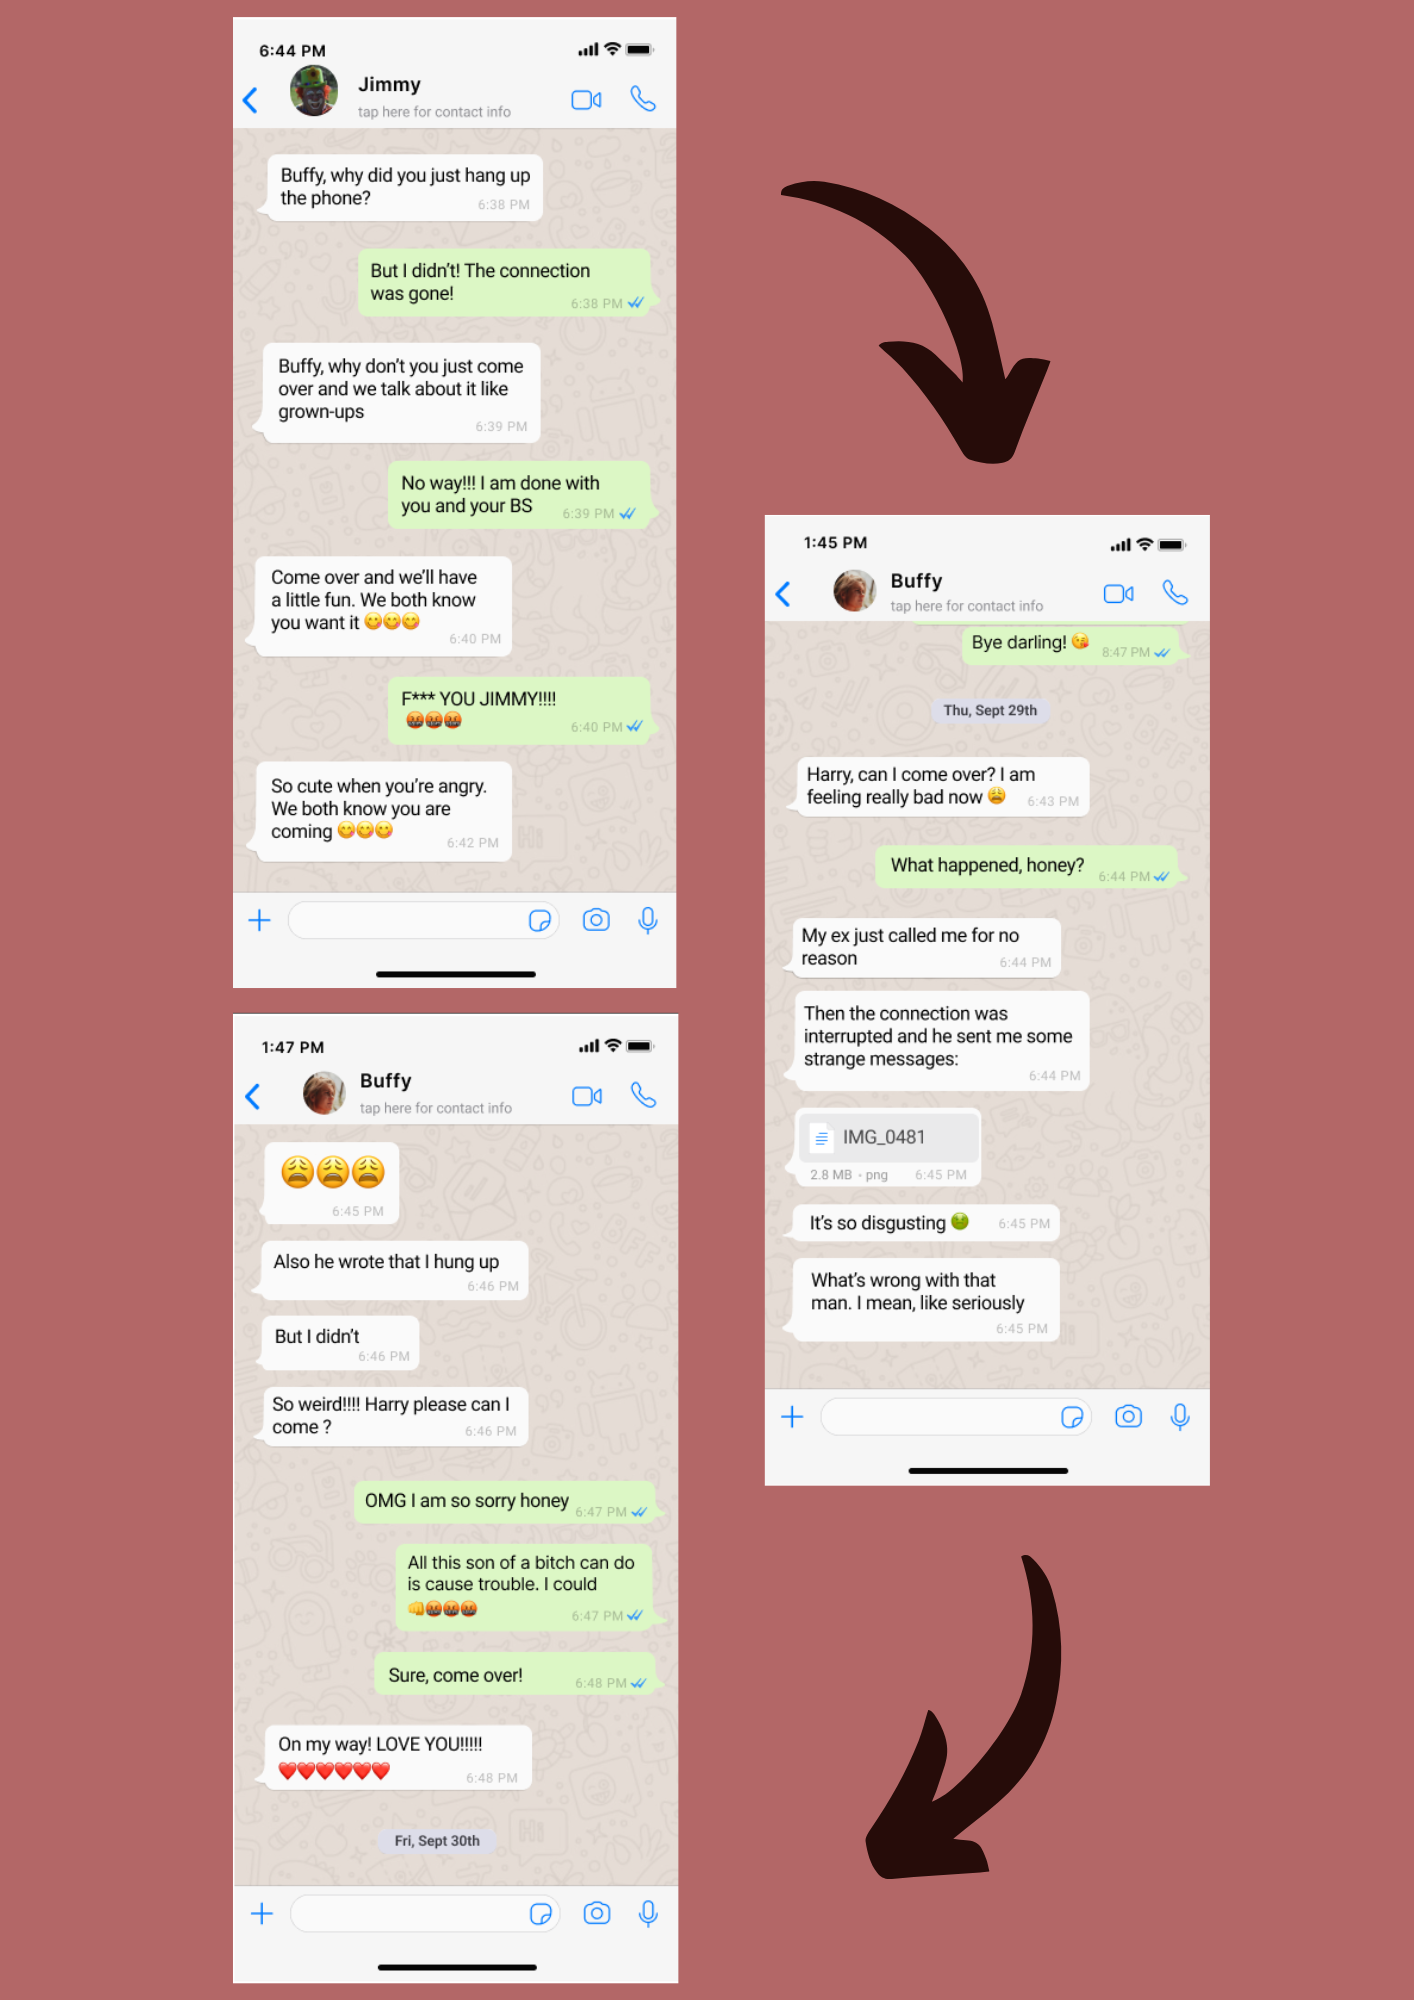 6:44 PM
Jimmy
tap here for contact info
Buffy, why did you just hang up
the phone?
6:38 PM
But I didn't! The connection
was gone!
6:38 PM
Buffy, why don't you just come
over and we talk about it like
grown-ups
6:39 PM
No way!!! I am done with
you and your BS
6:39 PM
Come over and we'll have
a little fun. We both know
you want it 😋😋😋
6:40 PM
F*** YOU JIMMY!!!!
🤬🤬🤬
6:40 PM
So cute when you're angry.
We both know you are
coming 😋😋😋
6:42 PM
1:45 PM
Buffy
tap here for contact info
Bye darling! 😘
8:47 PM
Thu, Sept 29th
Harry, can I come over? I am
feeling really bad now 😩
6:43 PM
What happened, honey?
6:44 PM
My ex just called me for no
reason
6:44 PM
Then the connection was
interrupted and he sent me some
strange messages:
6:44 PM
IMG_0481
2.8 MB · png
6:45 PM
It's so disgusting 🤢
6:45 PM
What's wrong with that
man. I mean, like seriously
6:45 PM
1:47 PM
Buffy
tap here for contact info
😩😩😩
6:45 PM
Also he wrote that I hung up
6:46 PM
But I didn't
6:46 PM
So weird!!!! Harry please can I
come ?
6:46 PM
OMG I am so sorry honey
6:47 PM
All this son of a bitch can do
is cause trouble. I could
👊🤬🤬🤬
6:47 PM
Sure, come over!
6:48 PM
On my way! LOVE YOU!!!!!
❤️❤️❤️❤️❤️❤️
6:48 PM
Fri, Sept 30th